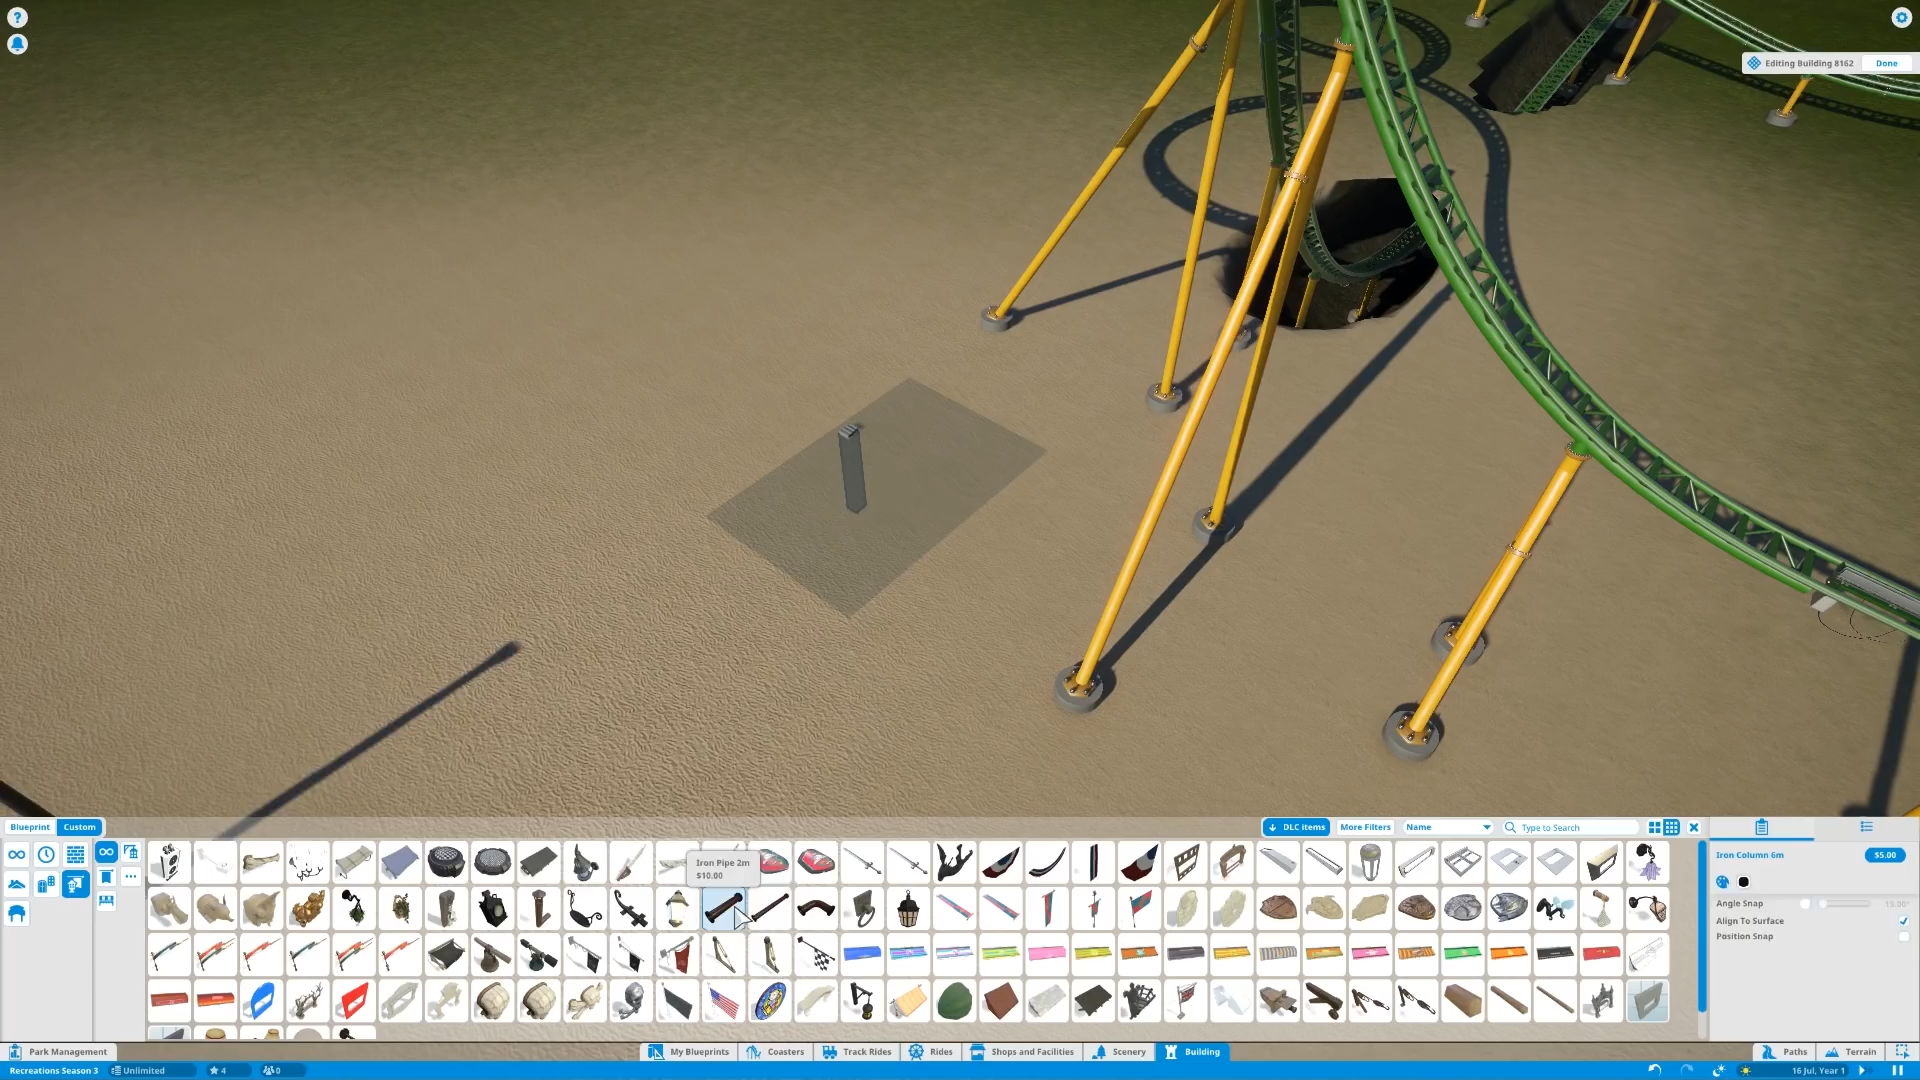 ?
Editing Building 8162 Done
Blueprint Custom
DLC items More Filters Name Type to Search
Iron Pipe 2m
$10.00
Iron Column 6m $5.00
Angle Snap 15.00°
Align To Surface
Position Snap
Park Management My Blueprints Coasters Track Rides Rides Shops and Facilities Scenery Building Paths Terrain
Recreations Season 3 Unlimited 4 0 16 Jul, Year 1